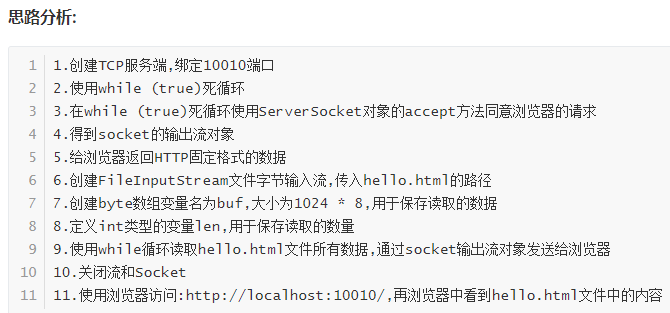 思路分析:
1 1.创建TCP服务端,绑定10010端口
2 2.使用while (true)死循环
3 3.在while (true)死循环使用ServerSocket对象的accept方法同意浏览器的请求
4 4.得到socket的输出流对象
5 5.给浏览器返回HTTP固定格式的数据
6 6.创建FileInputStream文件字节输入流,传入hello.html的路径
7 7.创建byte数组变量名为buf,大小为1024 * 8,用于保存读取的数据
8 8.定义int类型的变量len,用于保存读取的数量
9 9.使用while循环读取hello.html文件所有数据,通过socket输出流对象发送给浏览器
10 10.关闭流和Socket
11 11.使用浏览器访问:http://localhost:10010/,再浏览器中看到hello.html文件中的内容